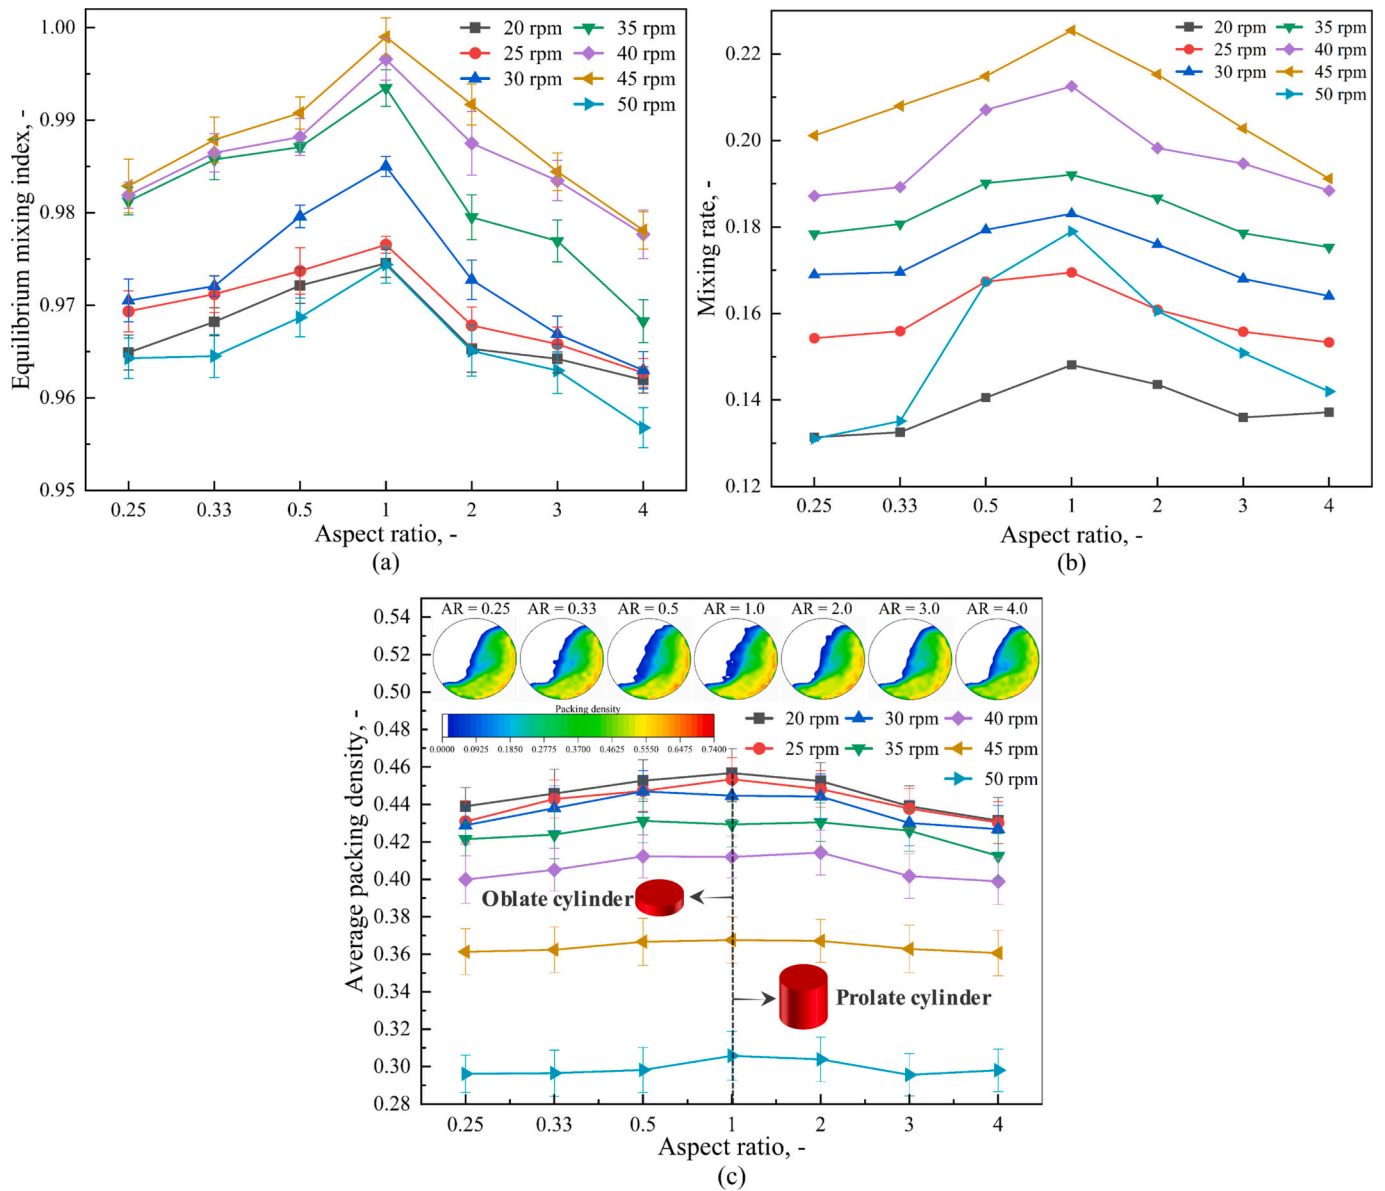 1.00
0.99
0.98
0.97
0.96
0.95
Equilibrium mixing index, -
20 rpm
25 rpm
30 rpm
35 rpm
40 rpm
45 rpm
50 rpm
0.25 0.33 0.5 1 2 3 4
Aspect ratio, -
(a)
0.22
0.20
0.18
0.16
0.14
0.12
Mixing rate, -
20 rpm
25 rpm
30 rpm
35 rpm
40 rpm
45 rpm
50 rpm
0.25 0.33 0.5 1 2 3 4
Aspect ratio, -
(b)
0.54
0.52
0.50
0.48
0.46
0.44
0.42
0.40
0.38
0.36
0.34
0.32
0.30
0.28
Average packing density, -
AR = 0.25 AR = 0.33 AR = 0.5 AR = 1.0 AR = 2.0 AR = 3.0 AR = 4.0
Packing density
0.0000 0.0925 0.1850 0.2775 0.3700 0.4625 0.5550 0.6475 0.7400
20 rpm 30 rpm 40 rpm
25 rpm 35 rpm 45 rpm
50 rpm
Oblate cylinder
Prolate cylinder
0.25 0.33 0.5 1 2 3 4
Aspect ratio, -
(c)